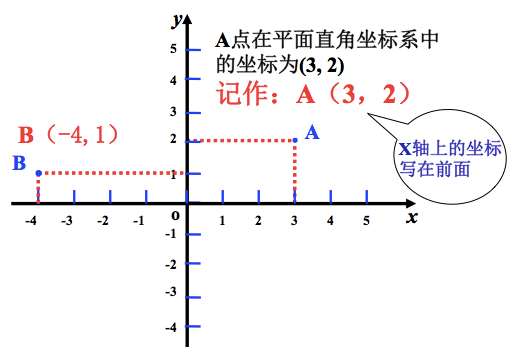 y
A点在平面直角坐标系中
的坐标为(3, 2)
记作：A（3，2）
X轴上的坐标
写在前面
B（-4,1）
B
A
5
4
3
2
1
o
-1
-2
-3
-4
-4 -3 -2 -1 1 2 3 4 5 x